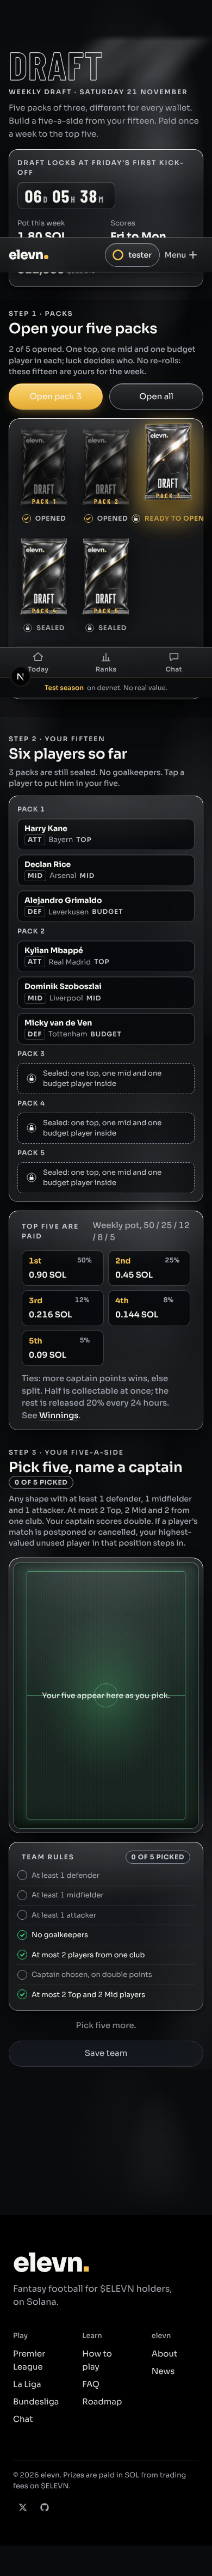 DRAFT
WEEKLY DRAFT · SATURDAY 21 NOVEMBER
Five packs of three, different for every wallet.
Build a five-a-side from your fifteen. Paid once
a week to the top five.
DRAFT LOCKS AT FRIDAY'S FIRST KICK-
OFF
06D 05H 38M
Pot this week
Scores
1.80 SOL
Fri to Mon
elevn.
tester
Menu
STEP 1 · PACKS
Open your five packs
2 of 5 opened. One top, one mid and one budget
player in each; luck decides who. No re-rolls:
these fifteen are yours for the week.
Open pack 3
Open all
elevn.
DRAFT
PACK 1
OPENED
elevn.
DRAFT
PACK 2
OPENED
elevn.
DRAFT
PACK 3
READY TO OPEN
elevn.
DRAFT
PACK 4
SEALED
elevn.
DRAFT
PACK 5
SEALED
Today
Ranks
Chat
N
Test season on devnet. No real value.
STEP 2 · YOUR FIFTEEN
Six players so far
3 packs are still sealed. No goalkeepers. Tap a
player to put him in your five.
PACK 1
Harry Kane
ATT Bayern TOP
Declan Rice
MID Arsenal MID
Alejandro Grimaldo
DEF Leverkusen BUDGET
PACK 2
Kylian Mbappé
ATT Real Madrid TOP
Dominik Szoboszlai
MID Liverpool MID
Micky van de Ven
DEF Tottenham BUDGET
PACK 3
Sealed: one top, one mid and one
budget player inside
PACK 4
Sealed: one top, one mid and one
budget player inside
PACK 5
Sealed: one top, one mid and one
budget player inside
TOP FIVE ARE
PAID
Weekly pot, 50 / 25 / 12
/ 8 / 5
1st 50%
0.90 SOL
2nd 25%
0.45 SOL
3rd 12%
0.216 SOL
4th 8%
0.144 SOL
5th 5%
0.09 SOL
Ties: more captain points wins, else
split. Half is collectable at once; the
rest is released 20% every 24 hours.
See Winnings.
STEP 3 · YOUR FIVE-A-SIDE
Pick five, name a captain
0 OF 5 PICKED
Any shape with at least 1 defender, 1 midfielder
and 1 attacker. At most 2 Top, 2 Mid and 2 from
one club. Your captain scores double. If a player's
match is postponed or cancelled, your highest-
valued unused player in that position steps in.
Your five appear here as you pick.
TEAM RULES
0 OF 5 PICKED
At least 1 defender
At least 1 midfielder
At least 1 attacker
No goalkeepers
At most 2 players from one club
Captain chosen, on double points
At most 2 Top and 2 Mid players
Pick five more.
Save team
elevn.
Fantasy football for $ELEVN holders,
on Solana.
Play
Learn
elevn
Premier
League
How to
play
About
La Liga
FAQ
News
Bundesliga
Roadmap
Chat
© 2026 elevn. Prizes are paid in SOL from trading
fees on $ELEVN.